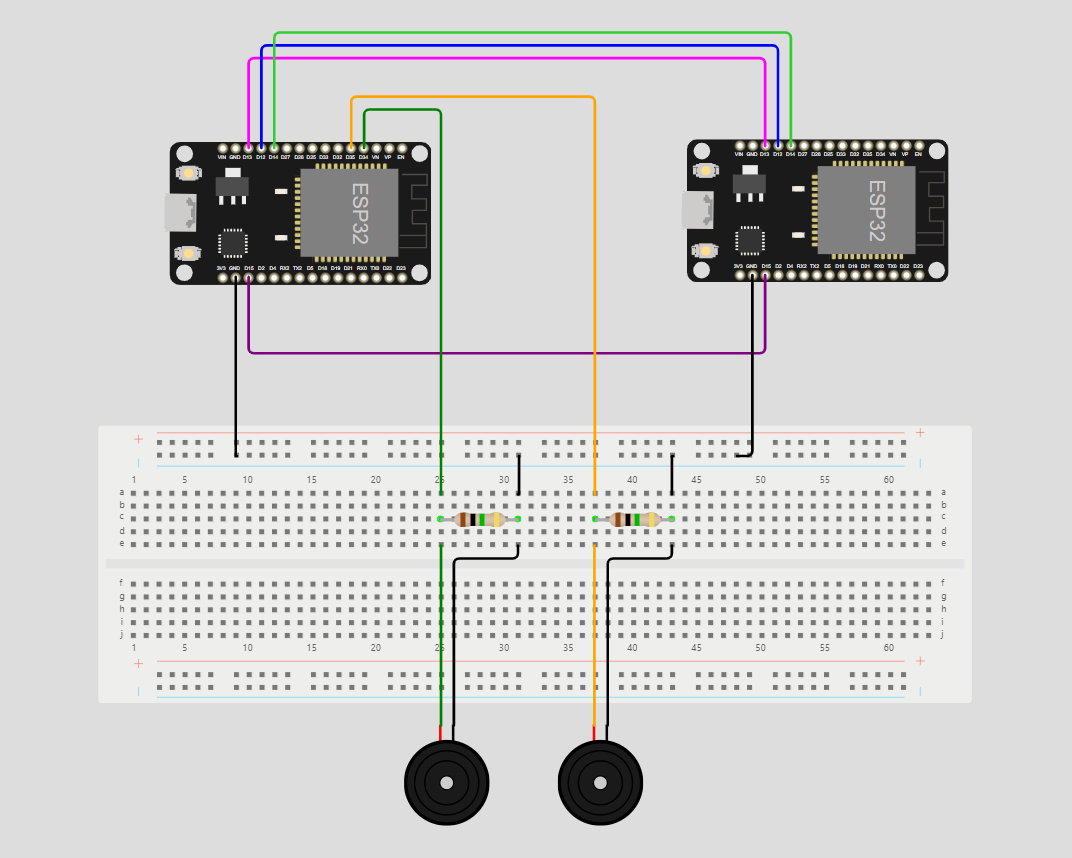 VIN GND D13 D12 D14 D27 D26 D25 D33 D32 D35 D34 VN VP EN
ESP32
3V3 GND D15 D2 D4 RX2 TX2 D5 D18 D19 D21 RX0 TX0 D22 D23
VIN GND D13 D12 D14 D27 D26 D25 D33 D32 D35 D34 VN VP EN
ESP32
3V3 GND D15 D2 D4 RX2 TX2 D5 D18 D19 D21 RX0 TX0 D22 D23
+ +
| |
1 5 10 15 20 25 30 35 40 45 50 55 60
a a
b b
c c
d d
e e
f f
g g
h h
i i
j j
1 5 10 15 20 25 30 35 40 45 50 55 60
+ +
| |